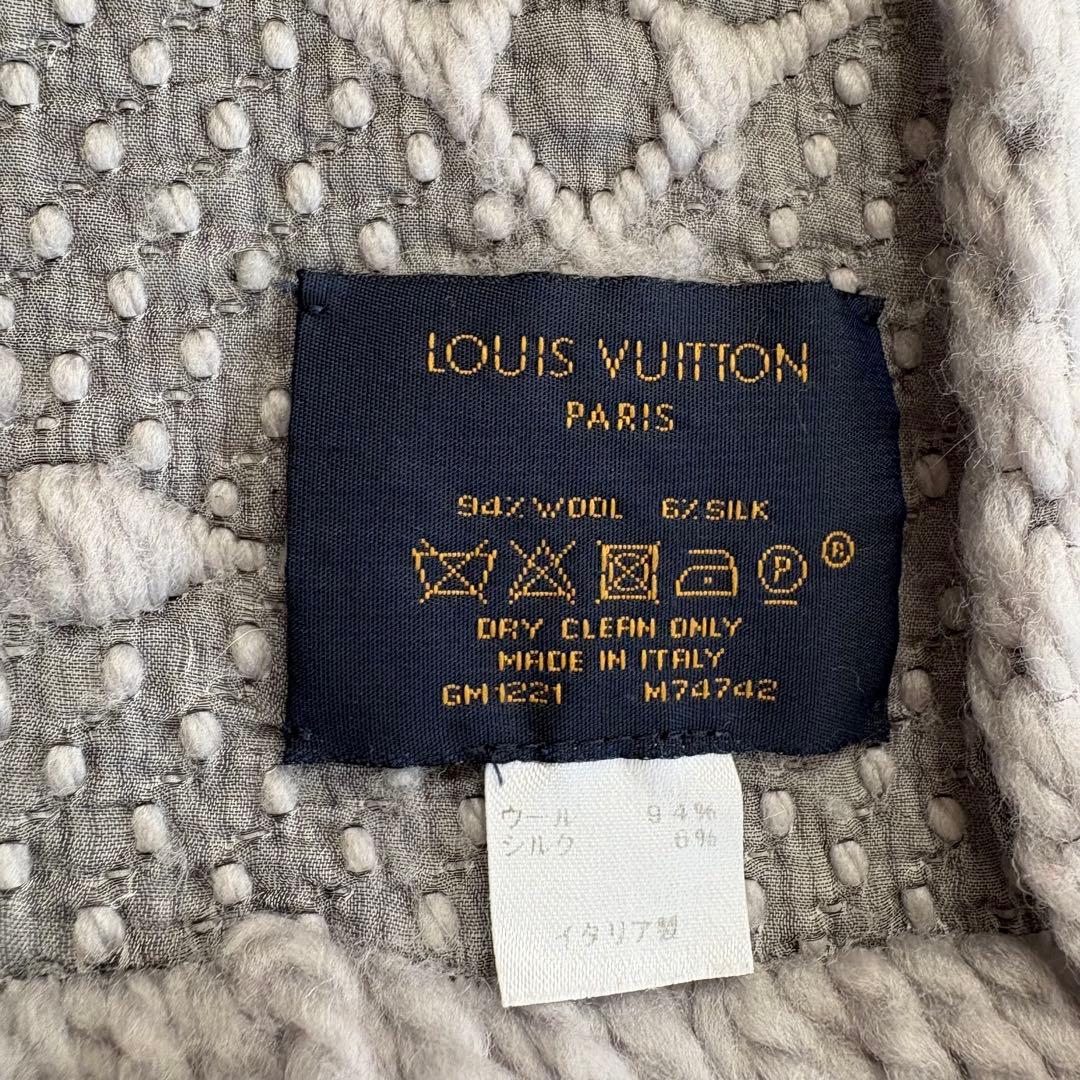 LOUIS VUITTON
PARIS
94% WOOL 6% SILK
P ®
DRY CLEAN ONLY
MADE IN ITALY
GM1221 M74742
ウール 94%
シルク 6%
イタリア製